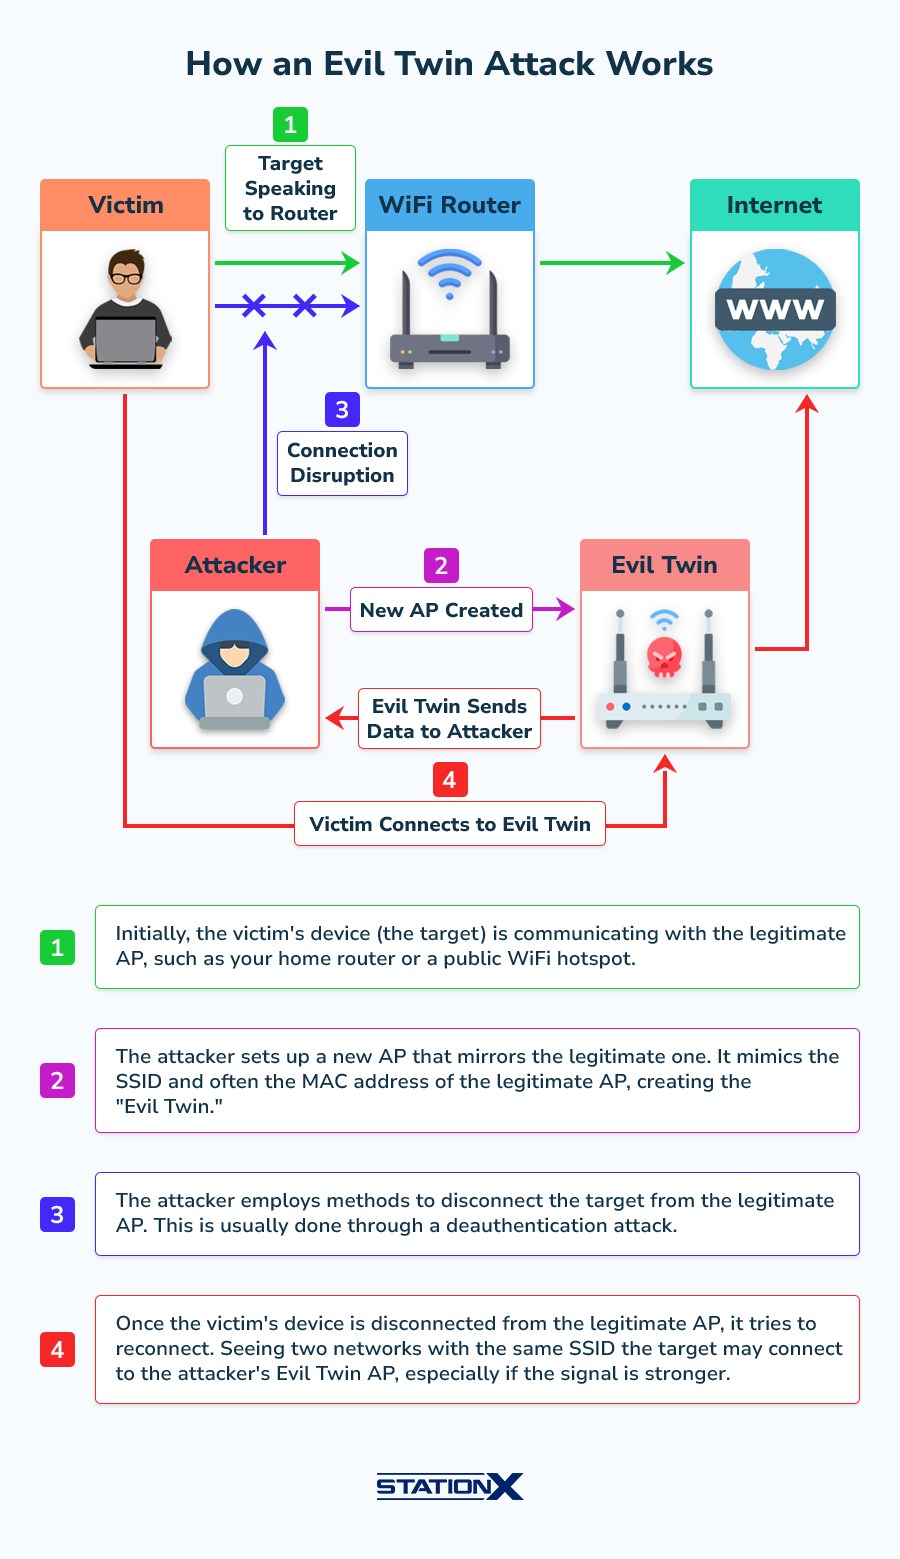 How an Evil Twin Attack Works
1
Target
Speaking
to Router
Victim
WiFi Router
Internet
WWW
3
Connection
Disruption
Attacker
2
New AP Created
Evil Twin
Evil Twin Sends
Data to Attacker
4
Victim Connects to Evil Twin
1
Initially, the victim's device (the target) is communicating with the legitimate
AP, such as your home router or a public WiFi hotspot.
2
The attacker sets up a new AP that mirrors the legitimate one. It mimics the
SSID and often the MAC address of the legitimate AP, creating the
"Evil Twin."
3
The attacker employs methods to disconnect the target from the legitimate
AP. This is usually done through a deauthentication attack.
4
Once the victim's device is disconnected from the legitimate AP, it tries to
reconnect. Seeing two networks with the same SSID the target may connect
to the attacker's Evil Twin AP, especially if the signal is stronger.
STATIONX